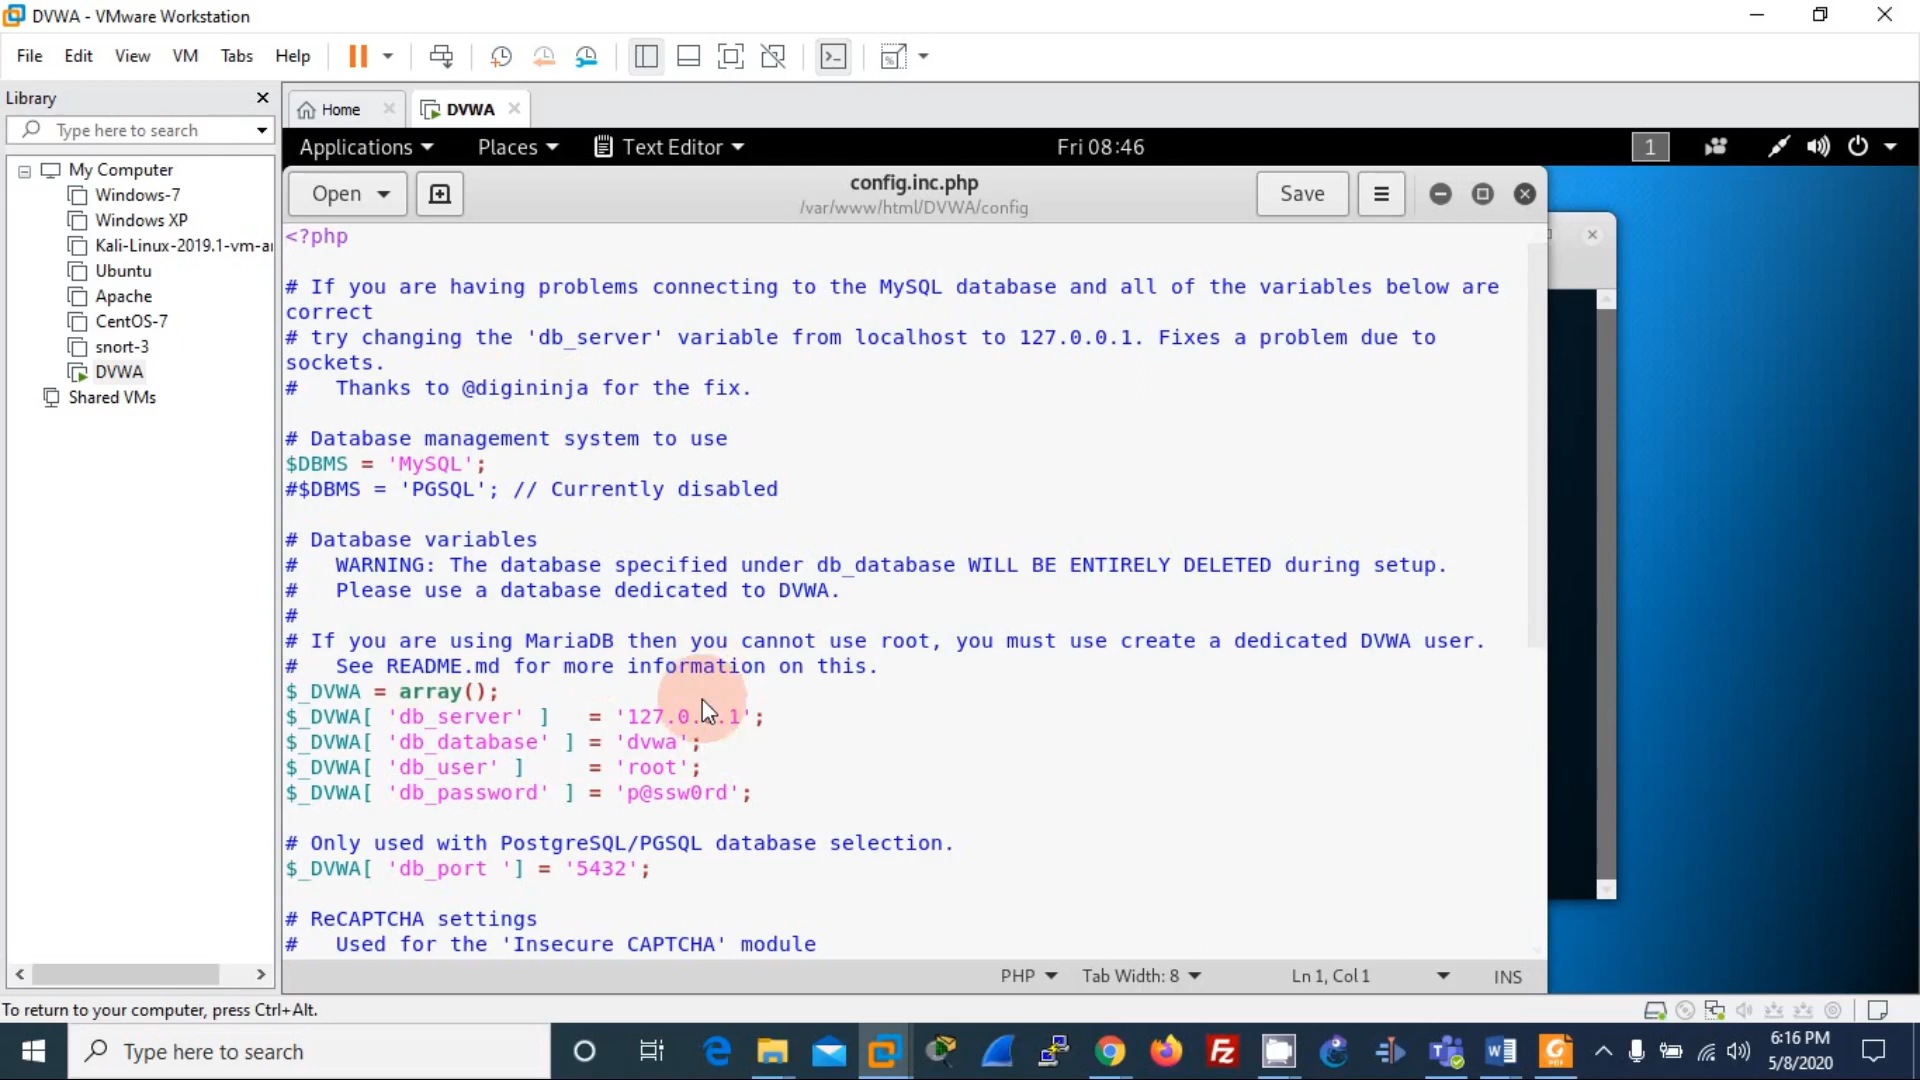 DVWA - VMware Workstation
File Edit View VM Tabs Help
Library
Type here to search
My Computer
Windows-7
Windows XP
Kali-Linux-2019.1-vm-a
Ubuntu
Apache
CentOS-7
snort-3
DVWA
Shared VMs
Home DVWA
Applications Places Text Editor Fri 08:46 1
Open config.inc.php Save
/var/www/html/DVWA/config
<?php
# If you are having problems connecting to the MySQL database and all of the variables below are
correct
# try changing the 'db_server' variable from localhost to 127.0.0.1. Fixes a problem due to
sockets.
#   Thanks to @digininja for the fix.
# Database management system to use
$DBMS = 'MySQL';
#$DBMS = 'PGSQL'; // Currently disabled
# Database variables
#   WARNING: The database specified under db_database WILL BE ENTIRELY DELETED during setup.
#   Please use a database dedicated to DVWA.
#
# If you are using MariaDB then you cannot use root, you must use create a dedicated DVWA user.
#   See README.md for more information on this.
$_DVWA = array();
$_DVWA[ 'db_server' ]   = '127.0.0.1';
$_DVWA[ 'db_database' ] = 'dvwa';
$_DVWA[ 'db_user' ]     = 'root';
$_DVWA[ 'db_password' ] = 'p@ssw0rd';
# Only used with PostgreSQL/PGSQL database selection.
$_DVWA[ 'db_port '] = '5432';
# ReCAPTCHA settings
#   Used for the 'Insecure CAPTCHA' module
PHP Tab Width: 8 Ln 1, Col 1 INS
To return to your computer, press Ctrl+Alt.
Type here to search
6:16 PM
5/8/2020